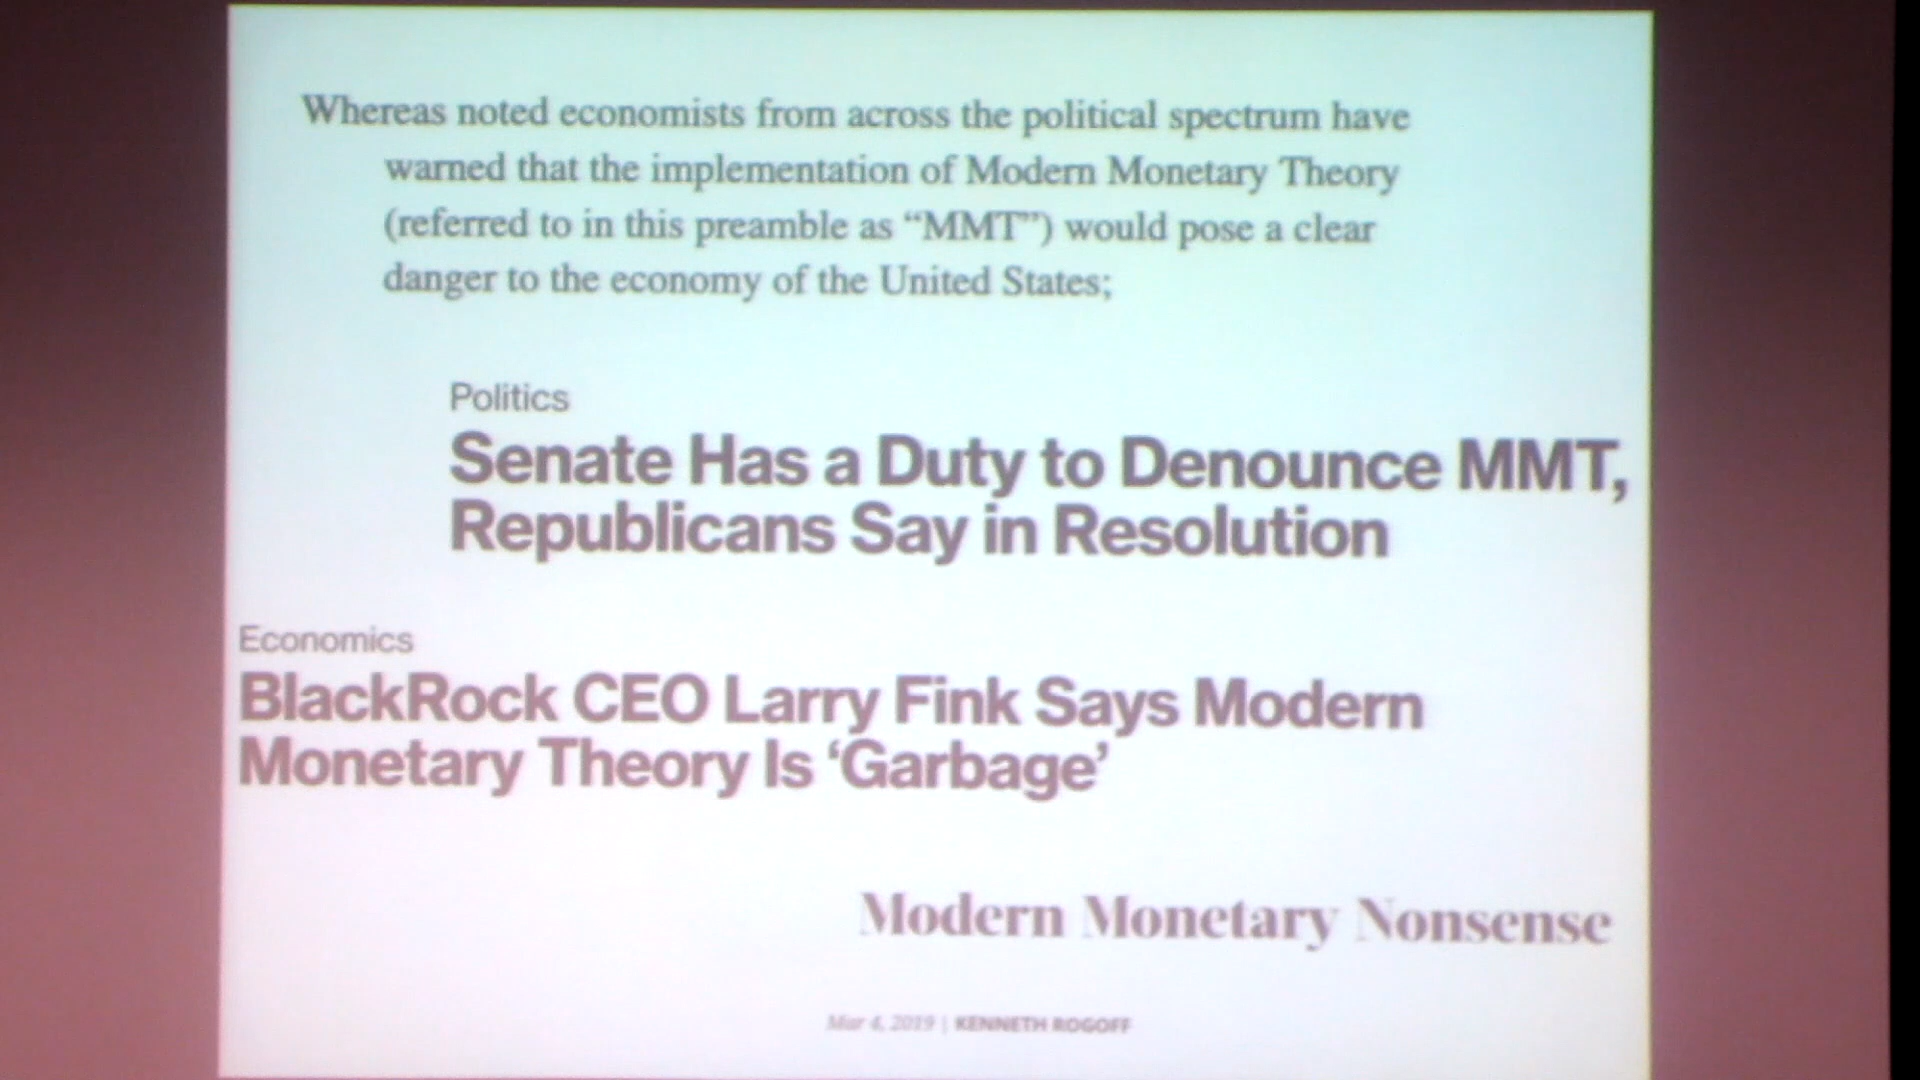 Whereas noted economists from across the political spectrum have
warned that the implementation of Modern Monetary Theory
(referred to in this preamble as “MMT”) would pose a clear
danger to the economy of the United States;
Politics
Senate Has a Duty to Denounce MMT,
Republicans Say in Resolution
Economics
BlackRock CEO Larry Fink Says Modern
Monetary Theory Is ‘Garbage’
Modern Monetary Nonsense
Mar 4, 2019 | KENNETH ROGOFF